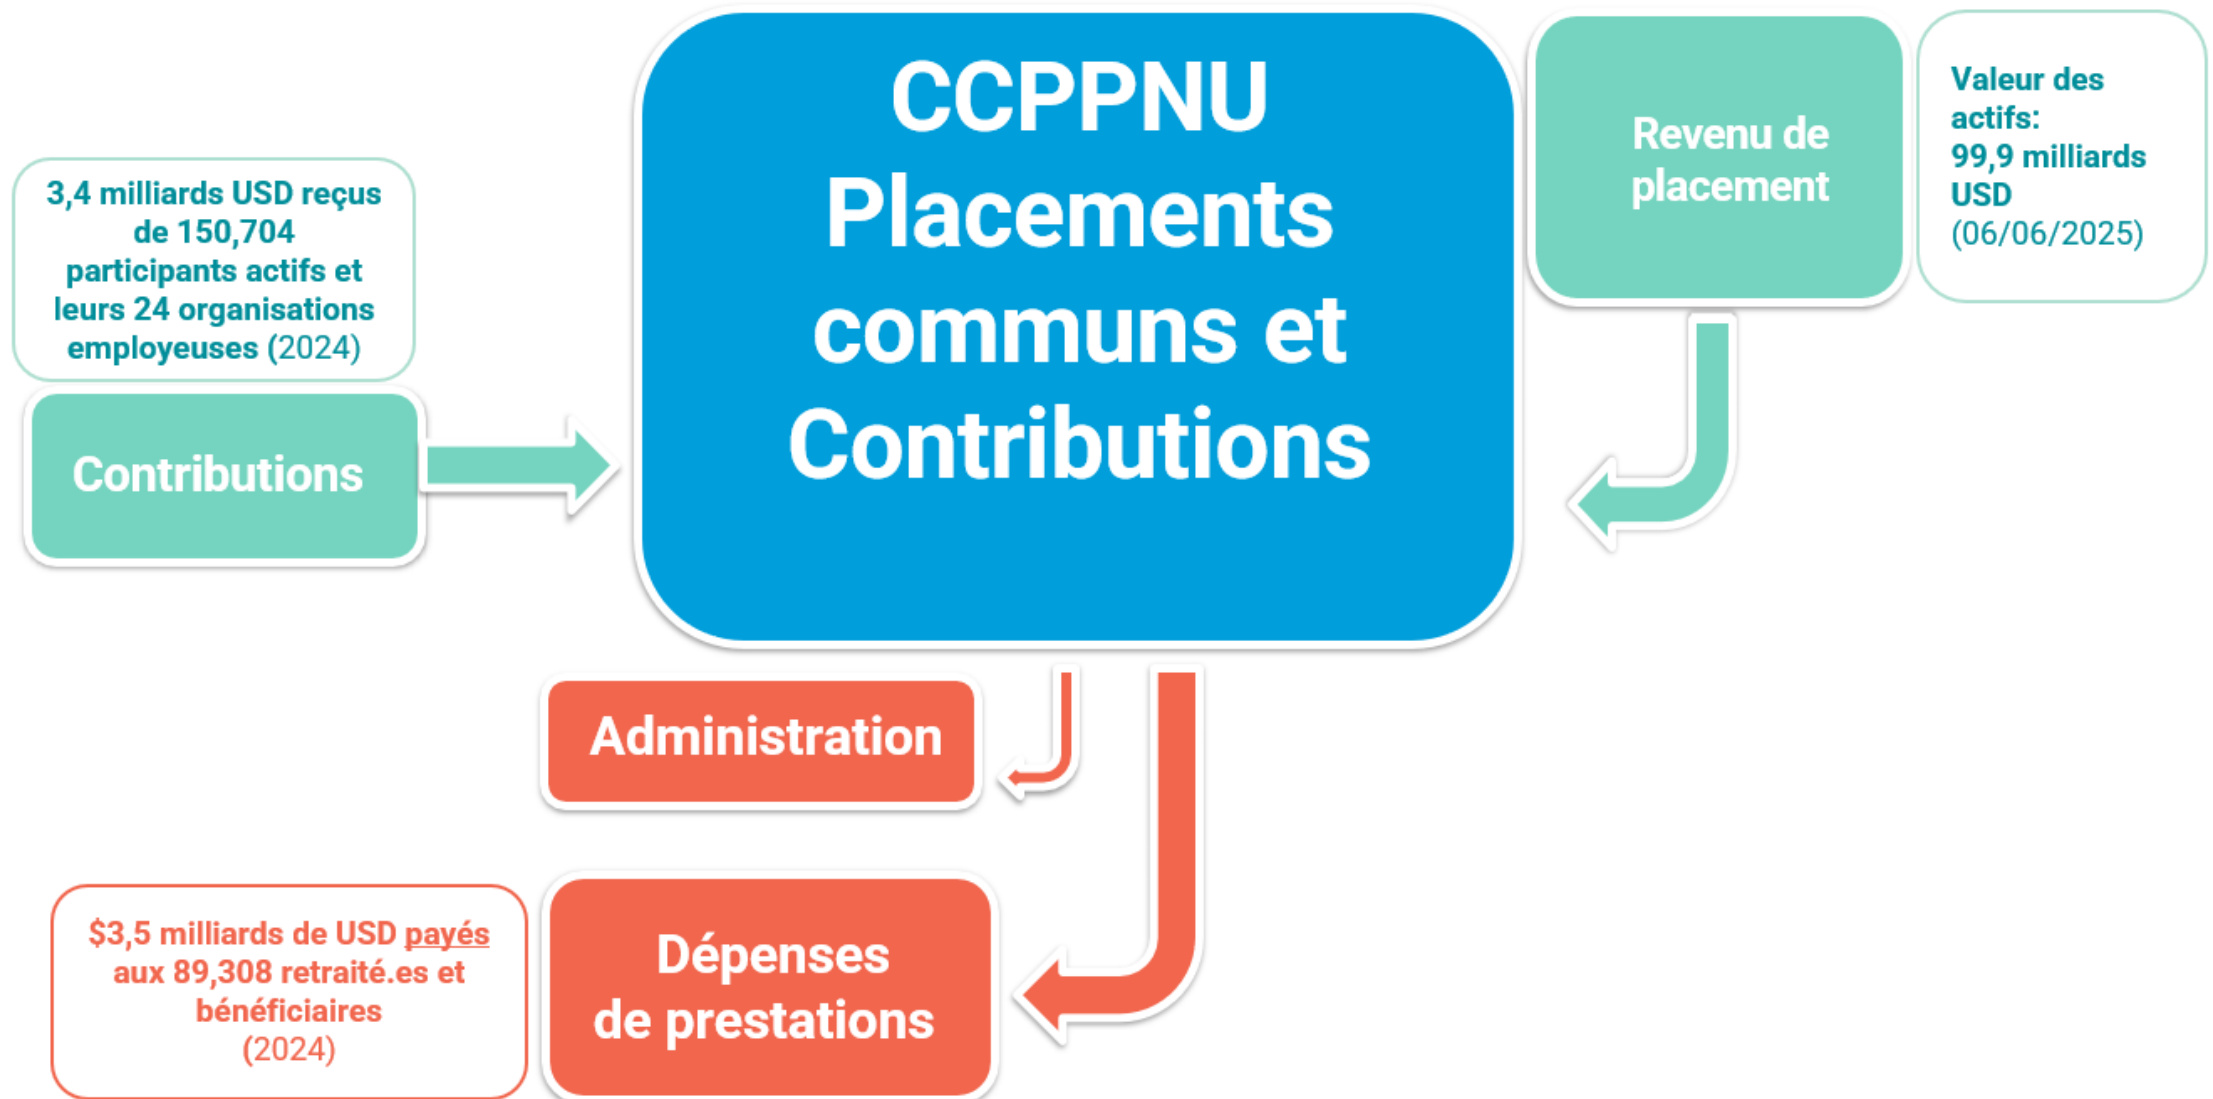 CCPPNU
Placements
communs et
Contributions
Revenu de
placement
Valeur des
actifs:
99,9 milliards
USD
(06/06/2025)
3,4 milliards USD reçus
de 150,704
participants actifs et
leurs 24 organisations
employeuses (2024)
Contributions
Administration
$3,5 milliards de USD payés
aux 89,308 retraité.es et
bénéficiaires
(2024)
Dépenses
de prestations